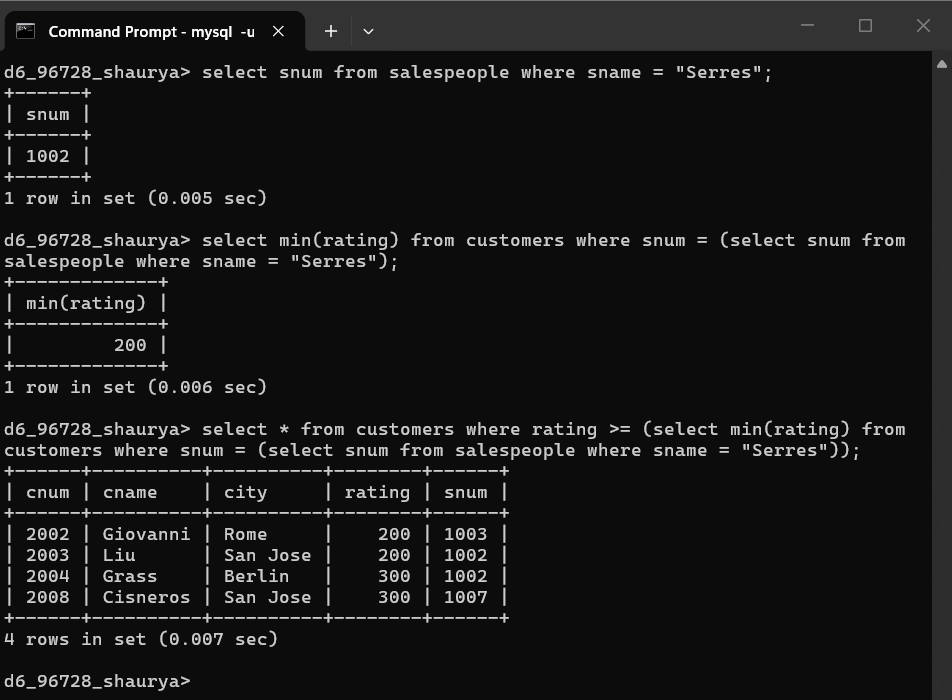 Command Prompt - mysql -u
d6_96728_shaurya> select snum from salespeople where sname = "Serres";
+------+
| snum |
+------+
| 1002 |
+------+
1 row in set (0.005 sec)
d6_96728_shaurya> select min(rating) from customers where snum = (select snum from
salespeople where sname = "Serres");
+-------------+
| min(rating) |
+-------------+
|         200 |
+-------------+
1 row in set (0.006 sec)
d6_96728_shaurya> select * from customers where rating >= (select min(rating) from
customers where snum = (select snum from salespeople where sname = "Serres"));
+------+----------+----------+--------+------+
| cnum | cname    | city     | rating | snum |
+------+----------+----------+--------+------+
| 2002 | Giovanni | Rome     |    200 | 1003 |
| 2003 | Liu      | San Jose |    200 | 1002 |
| 2004 | Grass    | Berlin   |    300 | 1002 |
| 2008 | Cisneros | San Jose |    300 | 1007 |
+------+----------+----------+--------+------+
4 rows in set (0.007 sec)
d6_96728_shaurya>